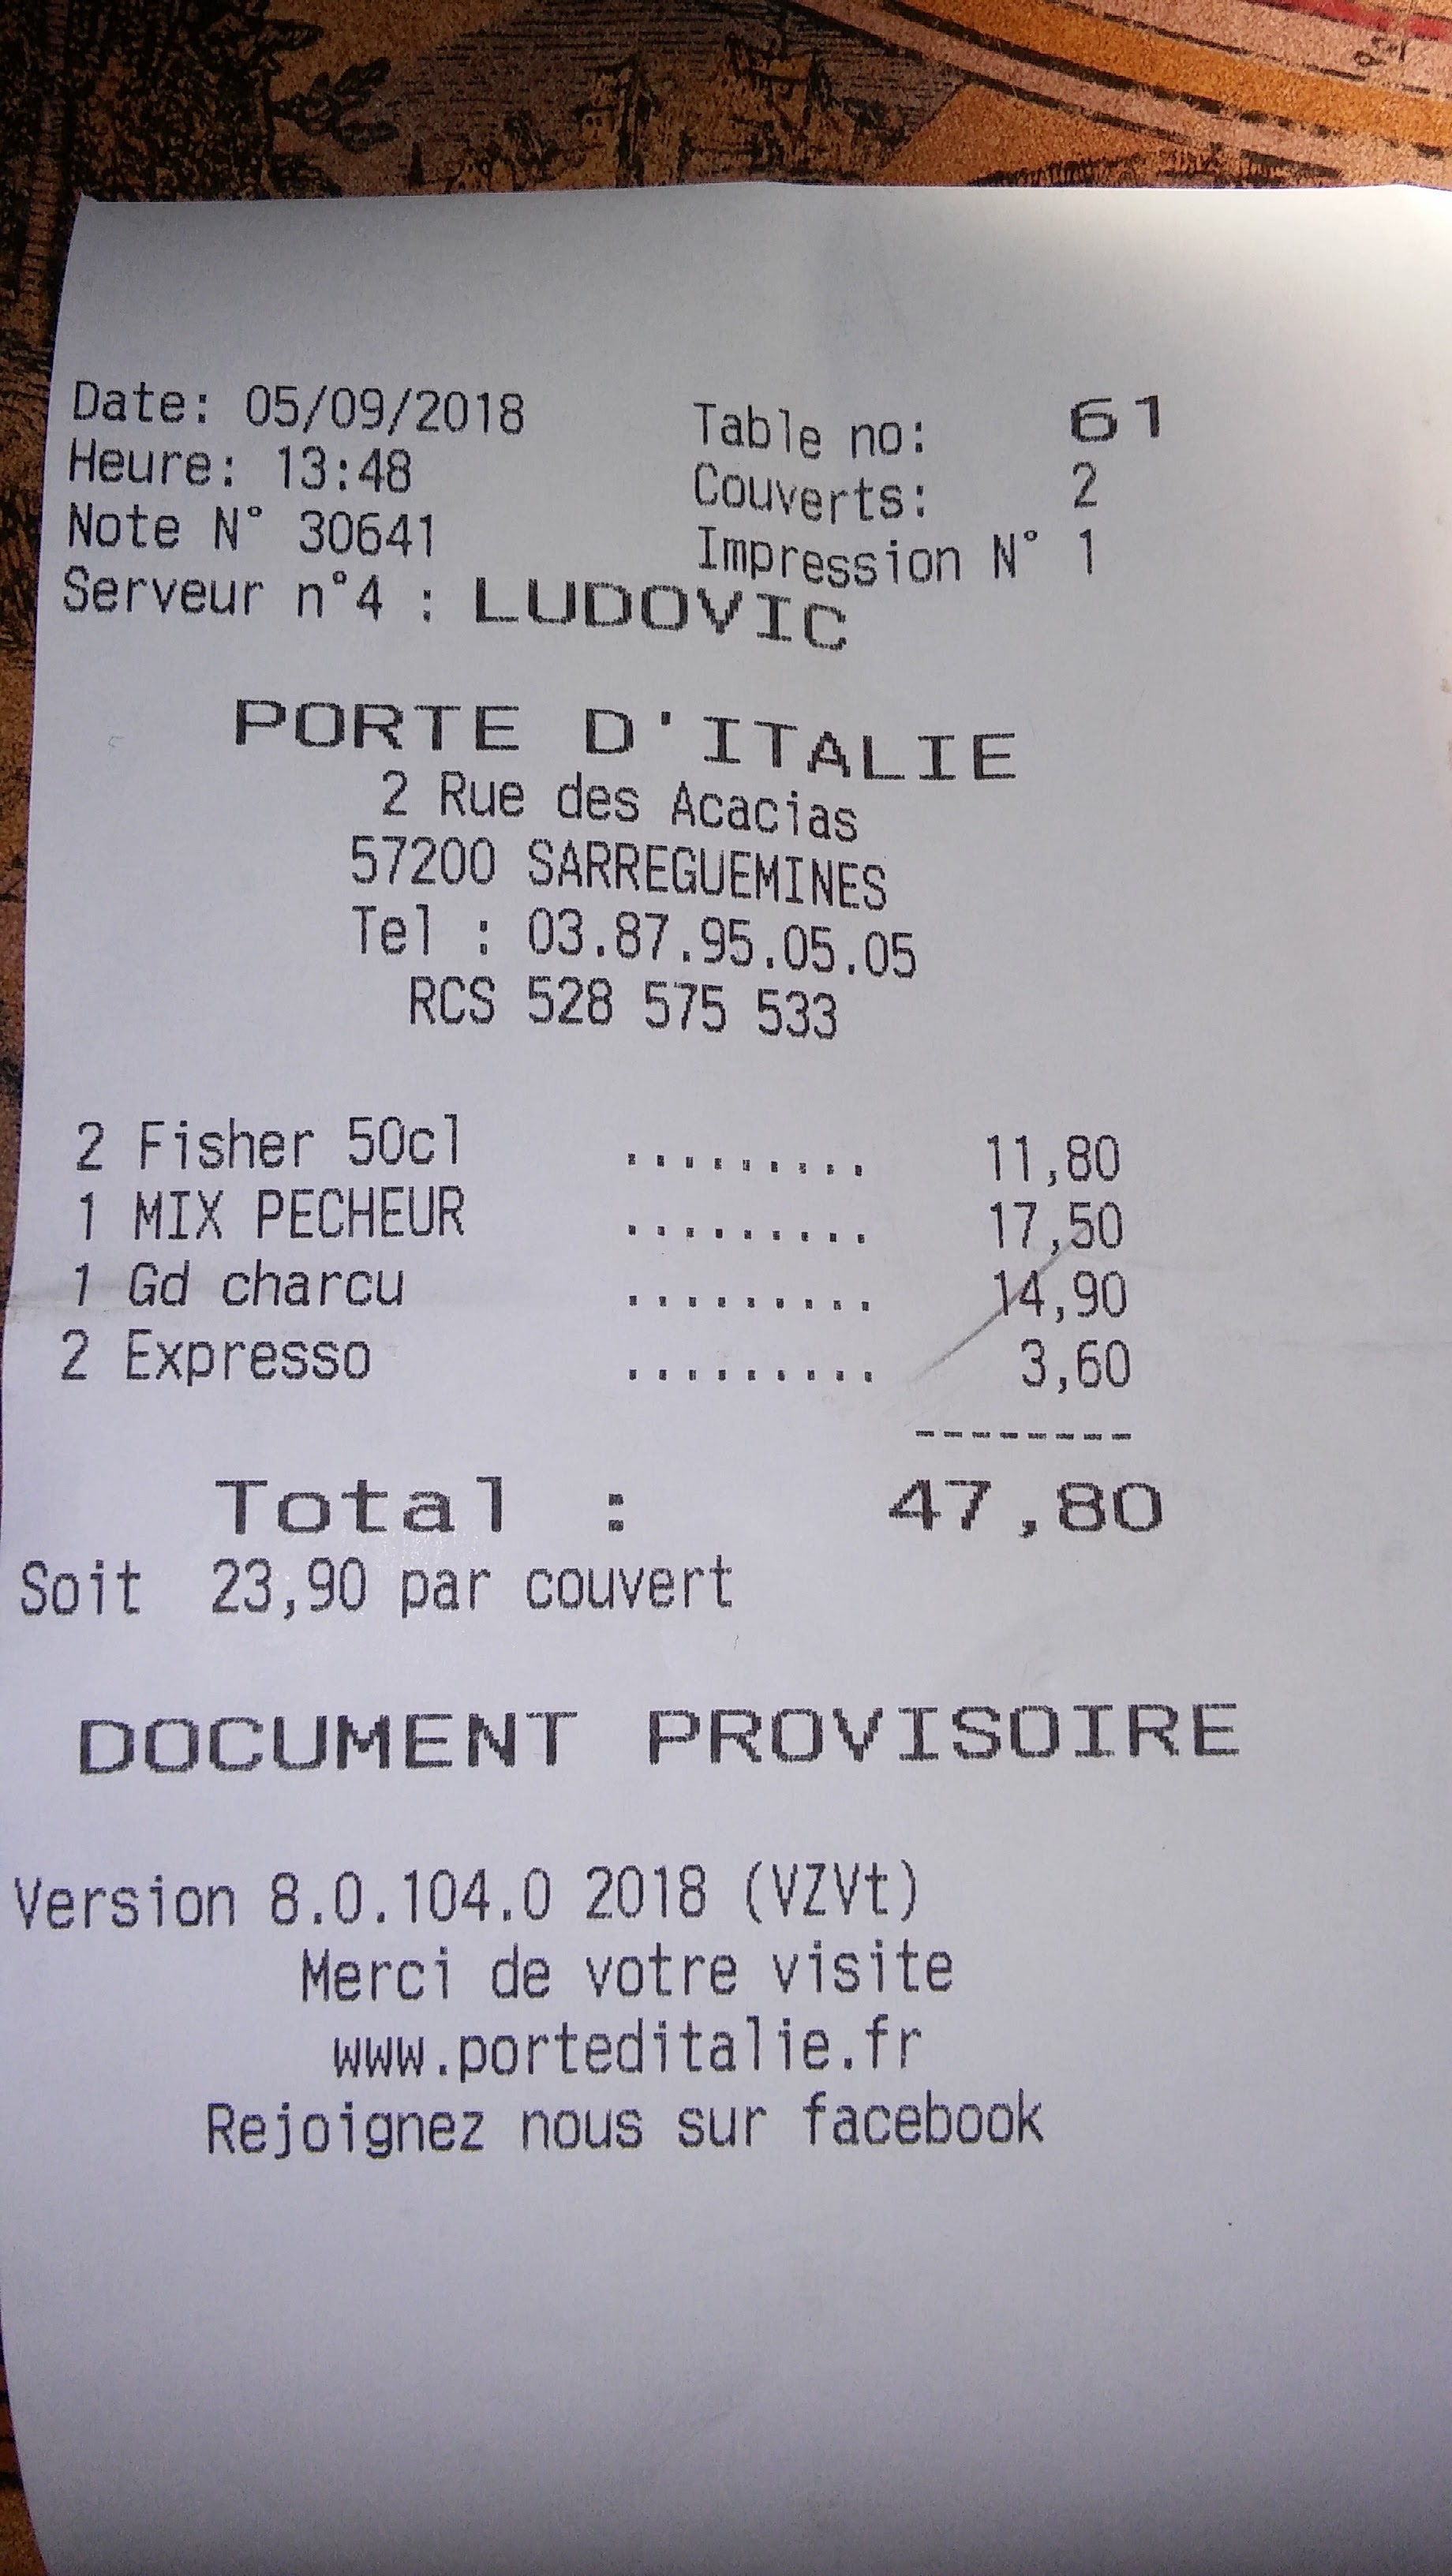 Date: 05/09/2018 Table no: 61
Heure: 13:48 Couverts: 2
Note N° 30641 Impression N° 1
Serveur n°4 : LUDOVIC
PORTE D'ITALIE
2 Rue des Acacias
57200 SARREGUEMINES
Tel : 03.87.95.05.05
RCS 528 575 533
2 Fisher 50cl ......... 11,80
1 MIX PECHEUR ......... 17,50
1 Gd charcu ......... 14,90
2 Expresso ......... 3,60
---------
Total : 47,80
Soit 23,90 par couvert
DOCUMENT PROVISOIRE
Version 8.0.104.0 2018 (VZVt)
Merci de votre visite
www.porteditalie.fr
Rejoignez nous sur facebook